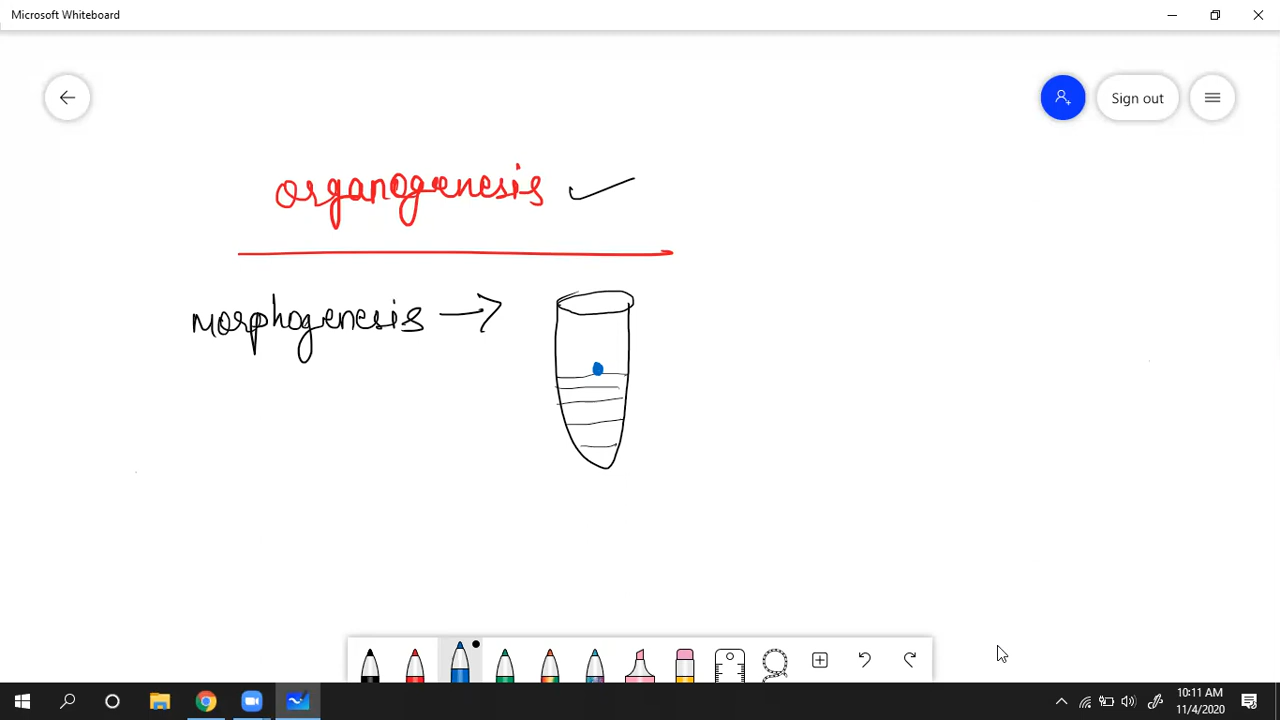 Microsoft Whiteboard
Sign out
organogenesis
morphogenesis
10:11 AM
11/4/2020